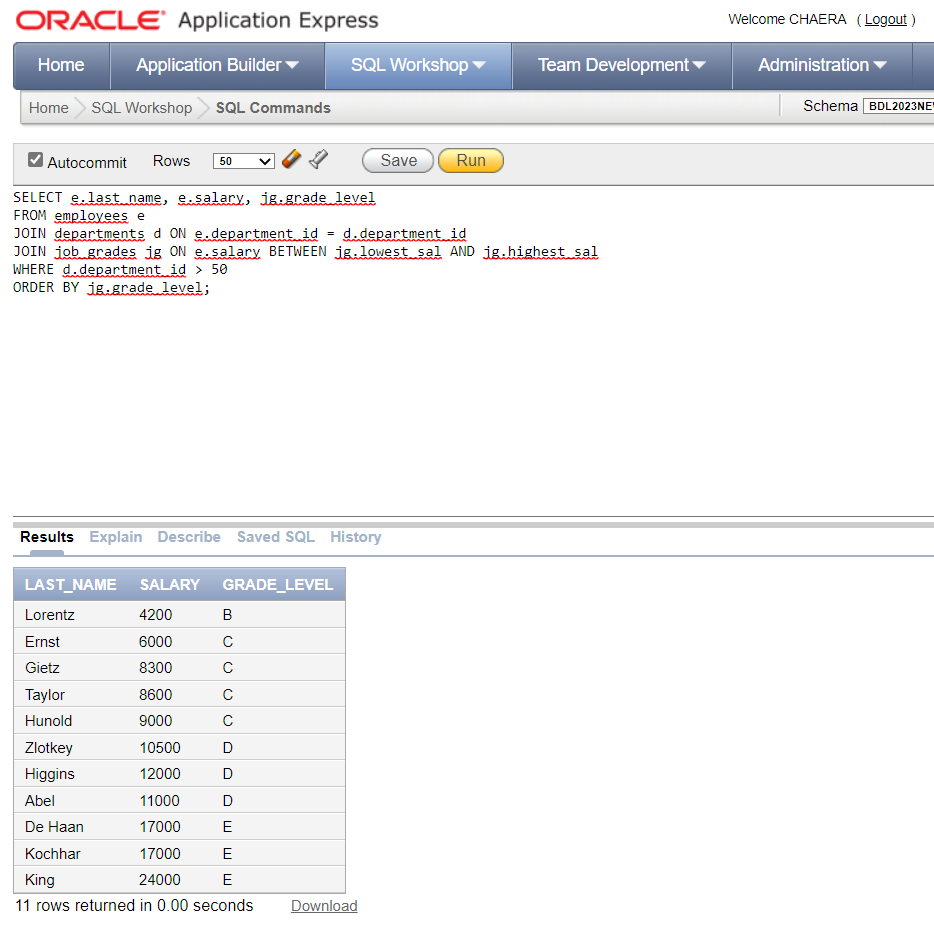 ORACLE® Application Express
Welcome CHAERA ( Logout )
Home Application Builder SQL Workshop Team Development Administration
Home SQL Workshop SQL Commands Schema BDL2023NE
Autocommit Rows 50 Save Run
SELECT e.last_name, e.salary, jg.grade_level
FROM employees e
JOIN departments d ON e.department_id = d.department_id
JOIN job_grades jg ON e.salary BETWEEN jg.lowest_sal AND jg.highest_sal
WHERE d.department_id > 50
ORDER BY jg.grade_level;
Results Explain Describe Saved SQL History
LAST_NAME SALARY GRADE_LEVEL
Lorentz 4200 B
Ernst 6000 C
Gietz 8300 C
Taylor 8600 C
Hunold 9000 C
Zlotkey 10500 D
Higgins 12000 D
Abel 11000 D
De Haan 17000 E
Kochhar 17000 E
King 24000 E
11 rows returned in 0.00 seconds Download